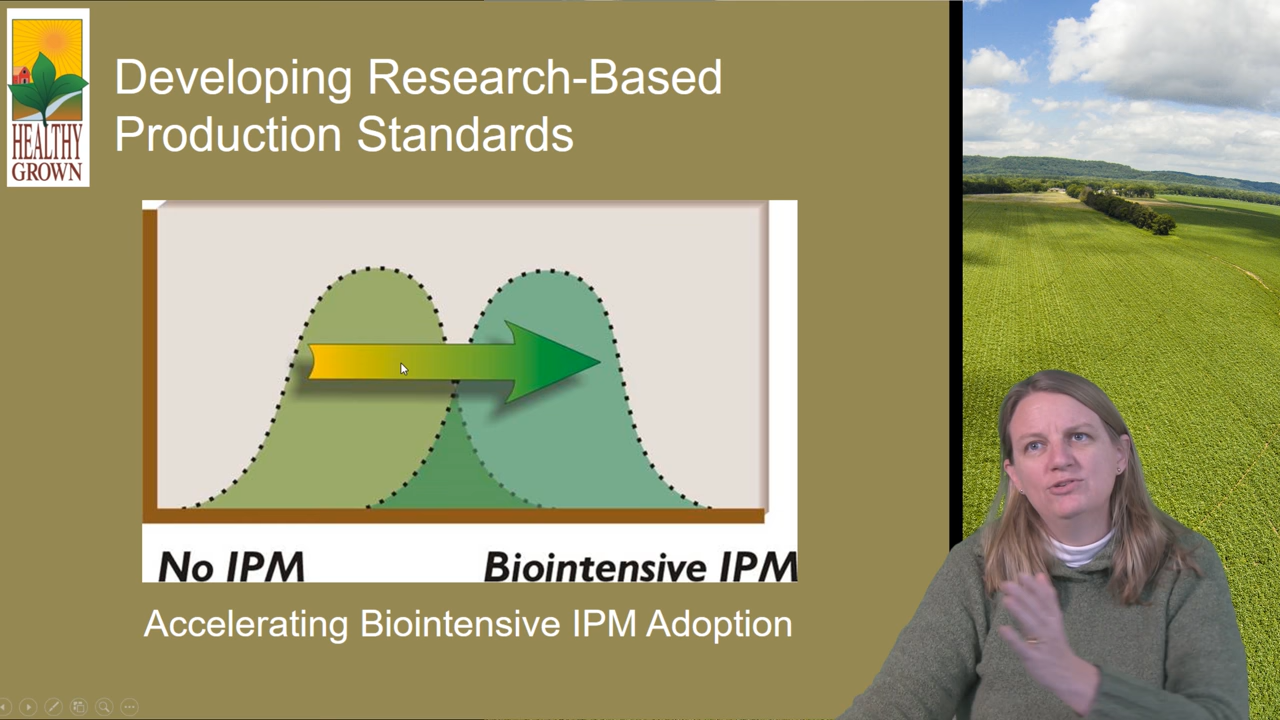 HEALTHY
GROWN
Developing Research-Based
Production Standards
No IPM
Biointensive IPM
Accelerating Biointensive IPM Adoption